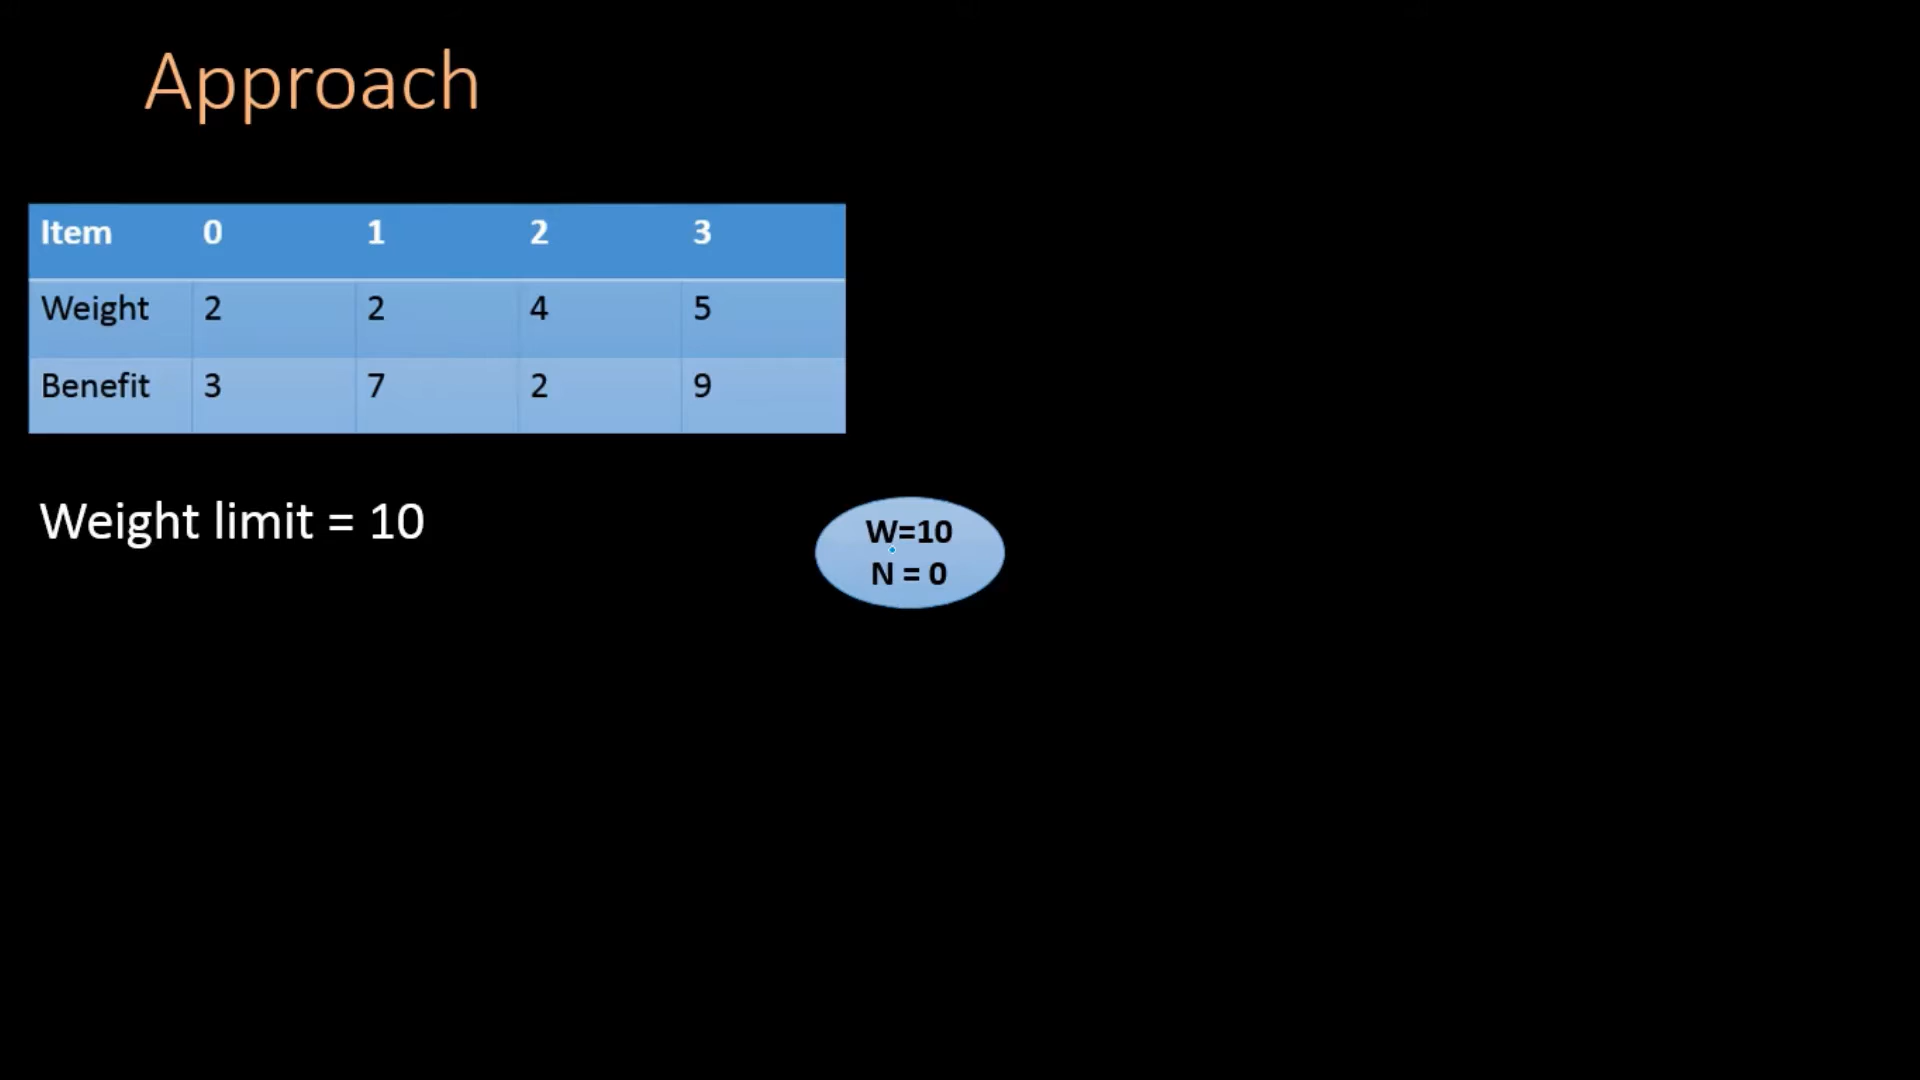 Approach
Item 0 1 2 3
Weight 2 2 4 5
Benefit 3 7 2 9
Weight limit = 10
W=10
N = 0